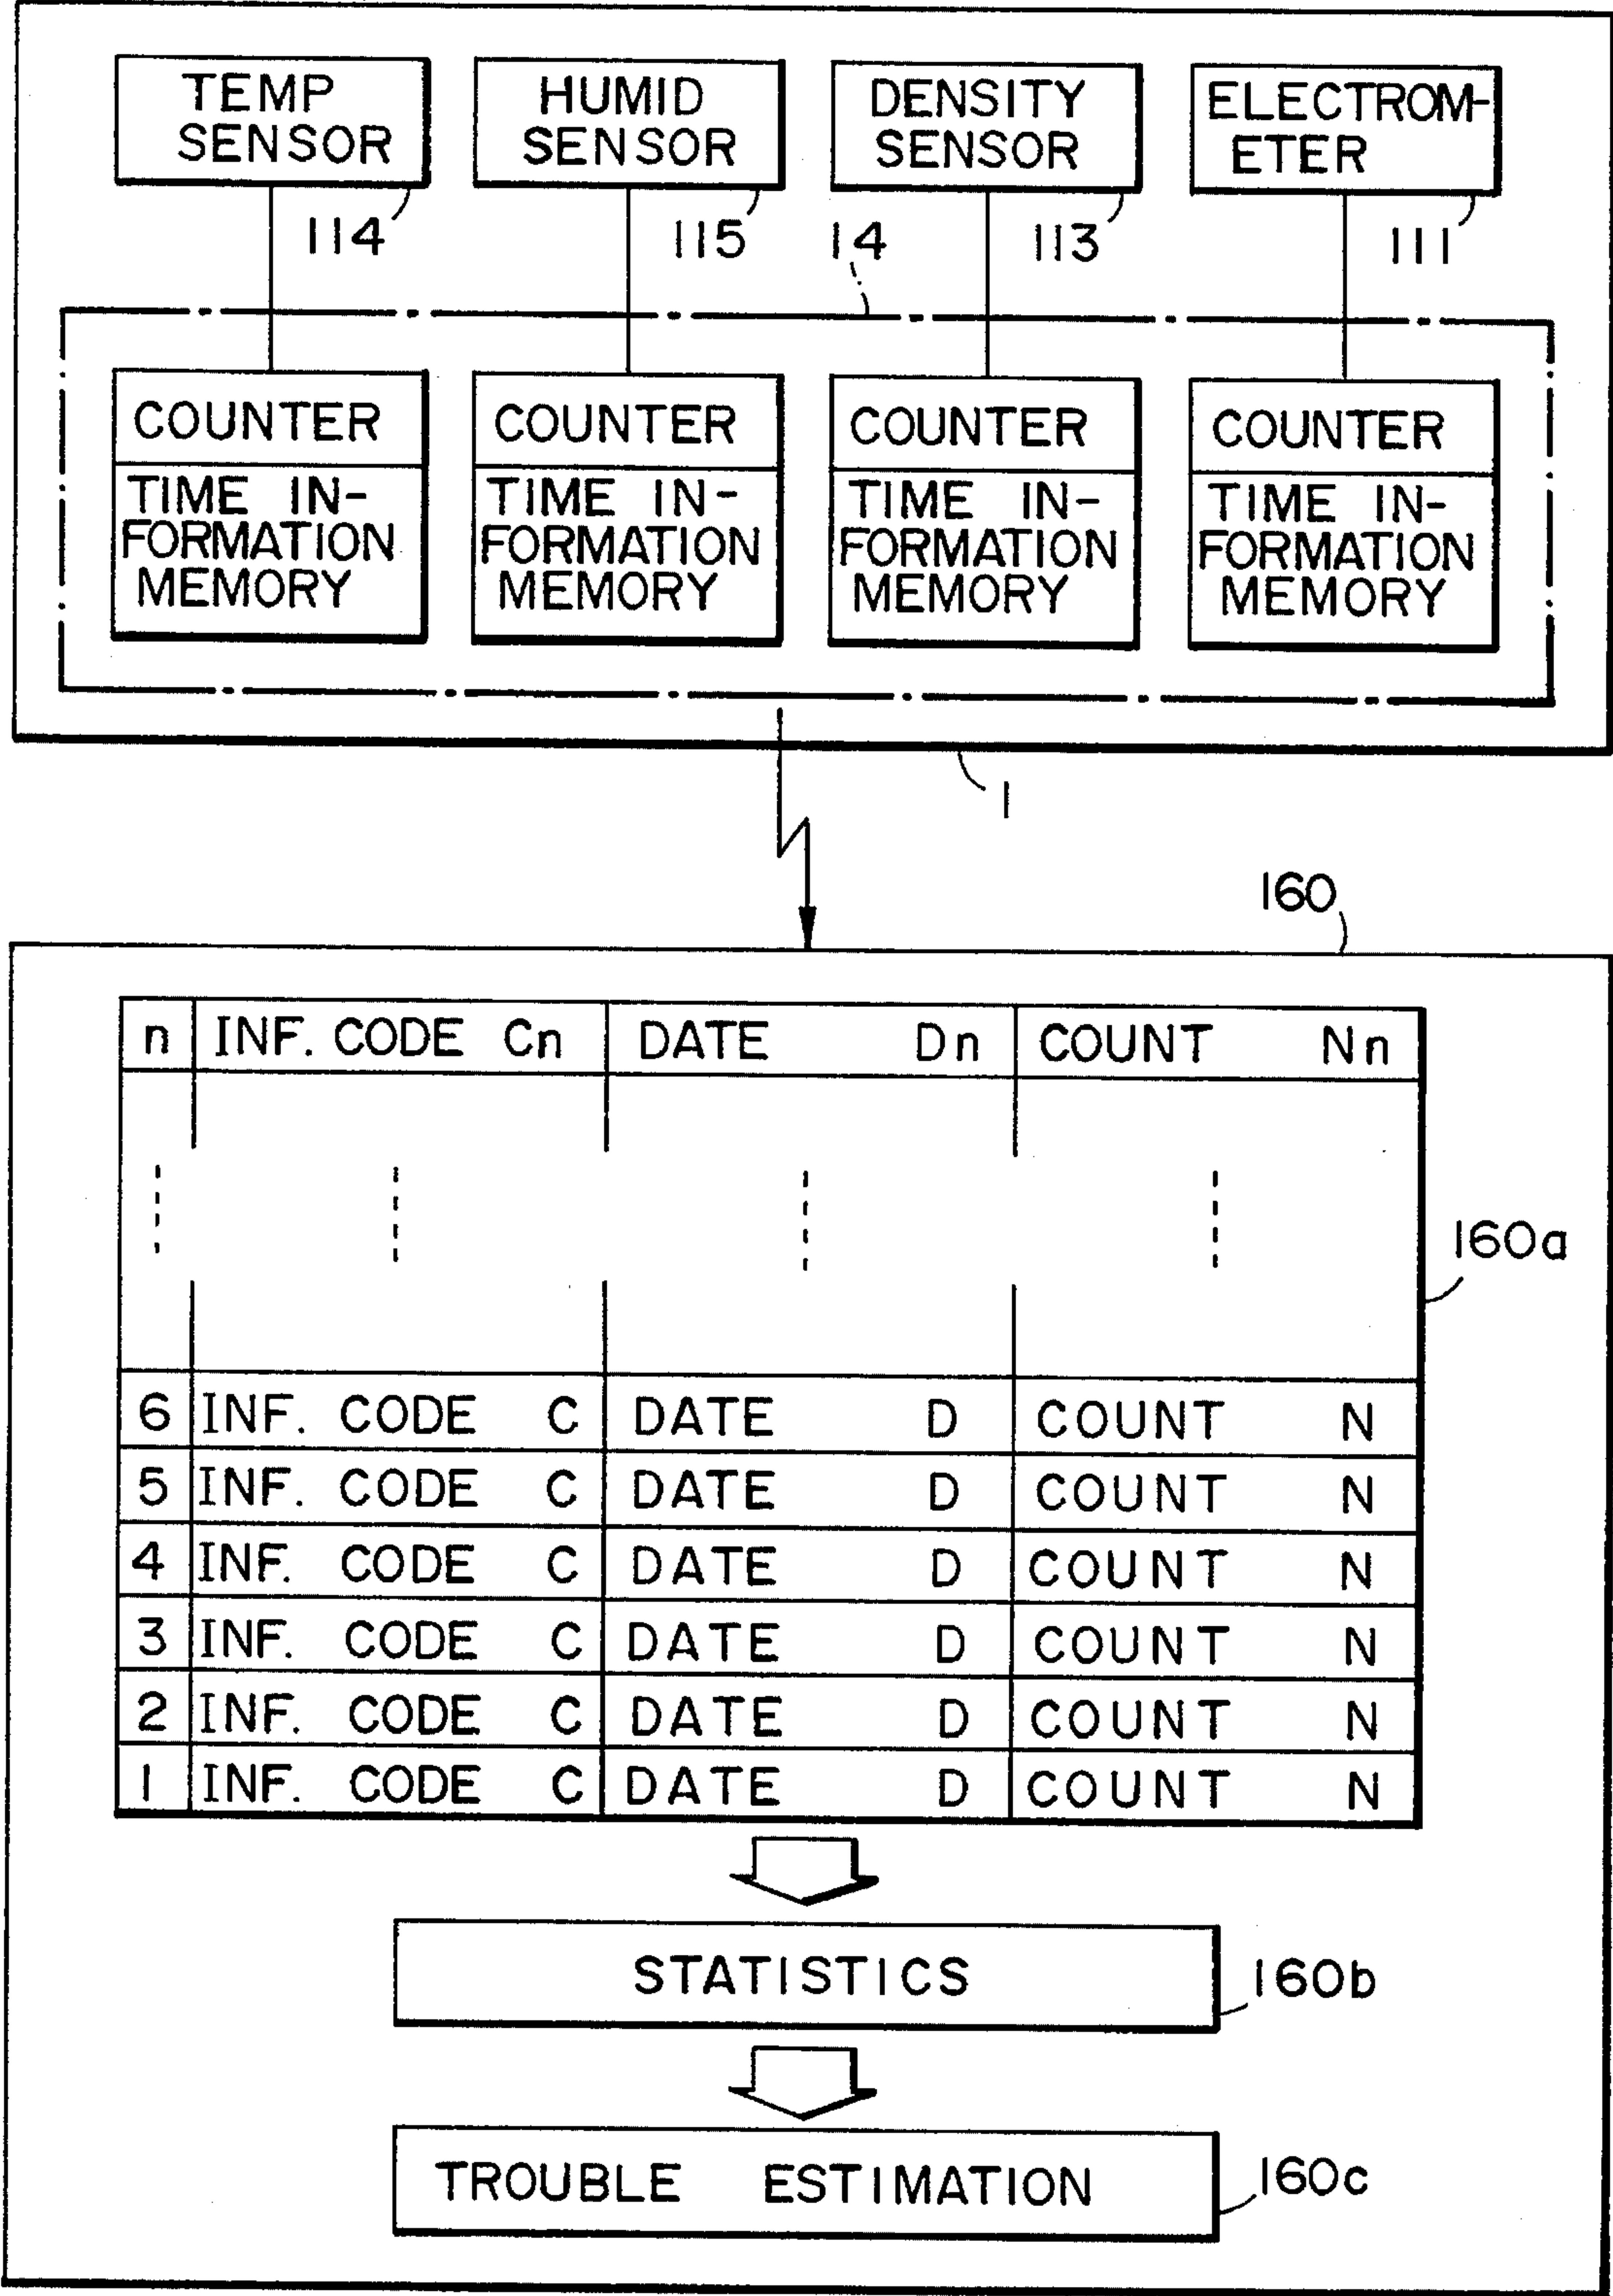 TEMP
SENSOR
HUMID
SENSOR
DENSITY
SENSOR
ELECTROM-
ETER
114
115
14
113
111
COUNTER
TIME IN-
FORMATION
MEMORY
COUNTER
TIME IN-
FORMATION
MEMORY
COUNTER
TIME IN-
FORMATION
MEMORY
COUNTER
TIME IN-
FORMATION
MEMORY
1
160
n INF. CODE Cn DATE Dn COUNT Nn
160a
6 INF. CODE C DATE D COUNT N
5 INF. CODE C DATE D COUNT N
4 INF. CODE C DATE D COUNT N
3 INF. CODE C DATE D COUNT N
2 INF. CODE C DATE D COUNT N
1 INF. CODE C DATE D COUNT N
STATISTICS
160b
TROUBLE ESTIMATION
160c